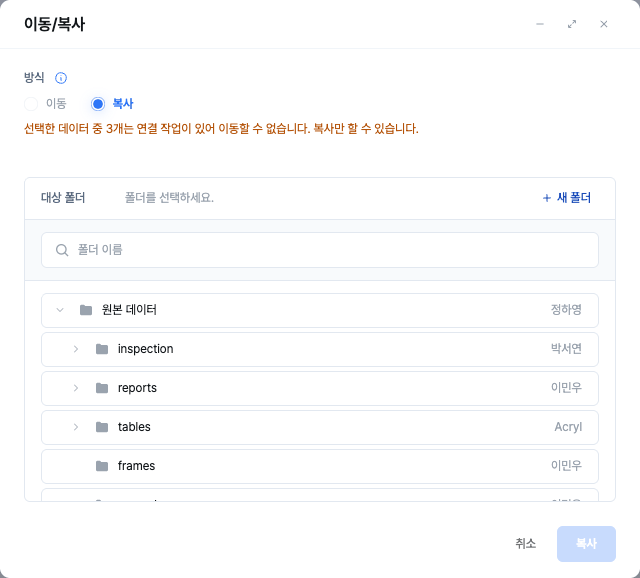 이동/복사
방식
이동 복사
선택한 데이터 중 3개는 연결 작업이 있어 이동할 수 없습니다. 복사만 할 수 있습니다.
대상 폴더 폴더를 선택하세요. + 새 폴더
폴더 이름
원본 데이터 정하영
inspection 박서연
reports 이민우
tables Acryl
frames 이민우
취소 복사